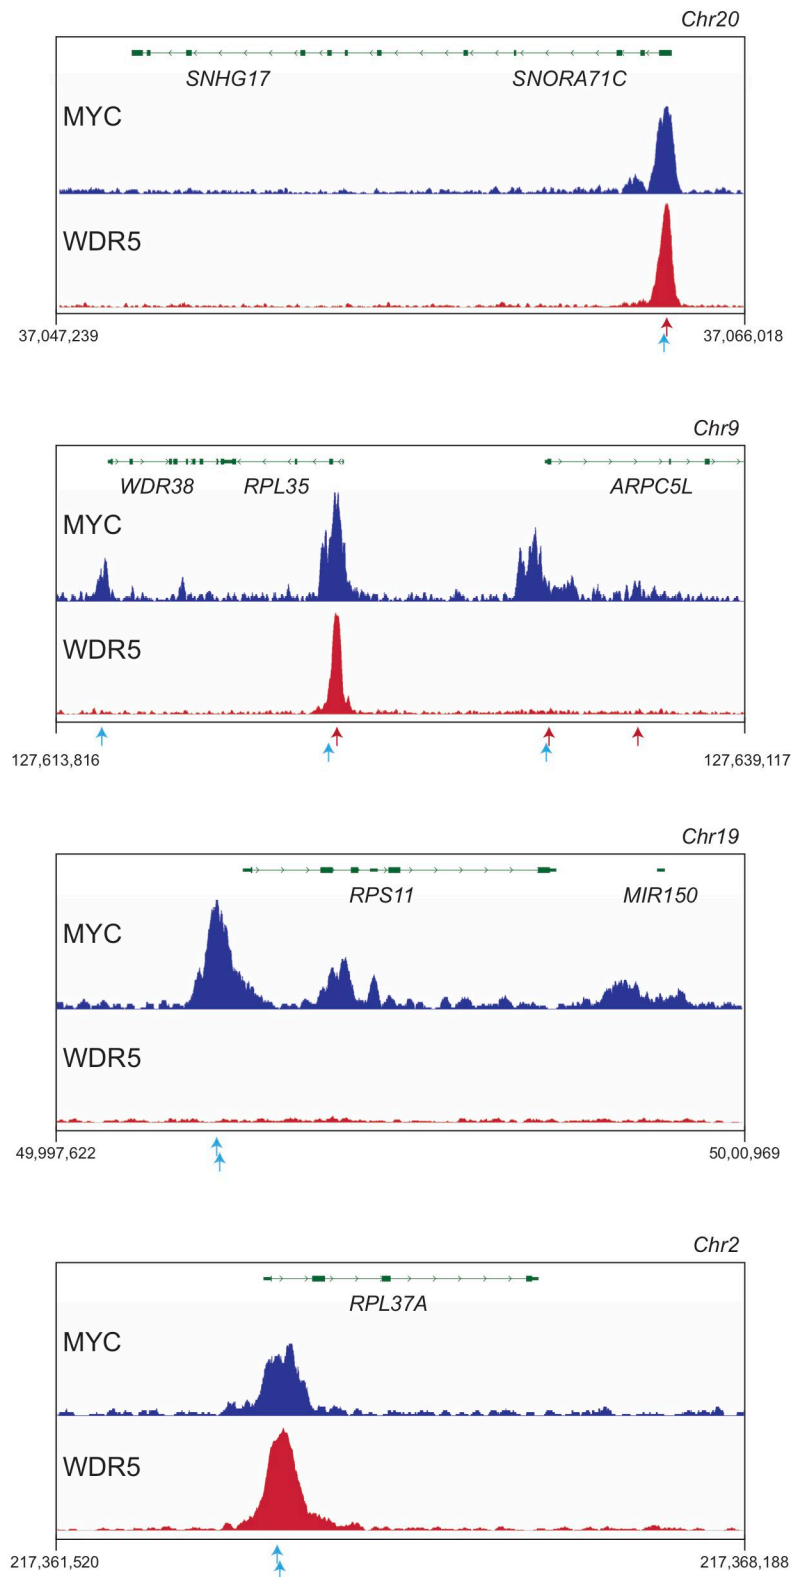 Chr20
SNHG17 SNORA71C
MYC
WDR5
37,047,239 37,066,018
Chr9
WDR38 RPL35 ARPC5L
MYC
WDR5
127,613,816 127,639,117
Chr19
RPS11 MIR150
MYC
WDR5
49,997,622 50,00,969
Chr2
RPL37A
MYC
WDR5
217,361,520 217,368,188